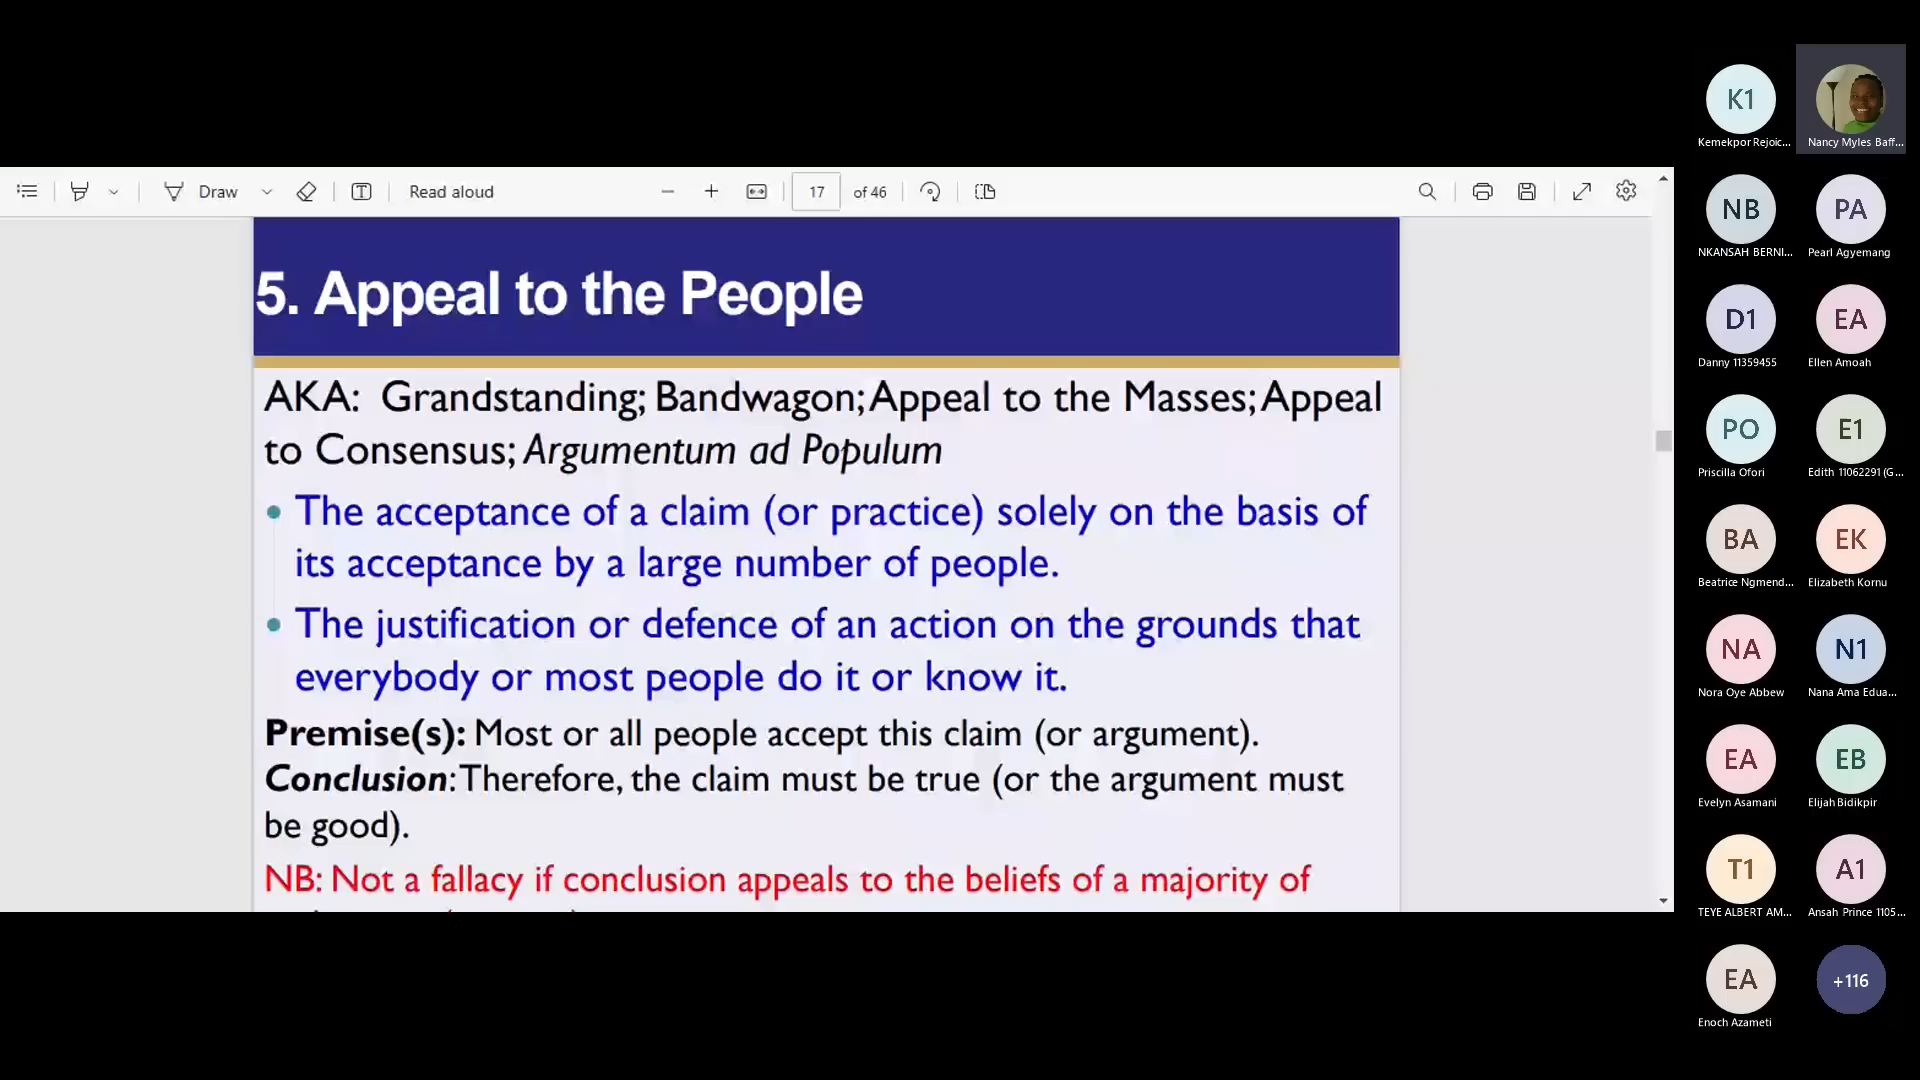 Draw
Read aloud
17 of 46
5. Appeal to the People
AKA: Grandstanding; Bandwagon; Appeal to the Masses; Appeal
to Consensus; Argumentum ad Populum
• The acceptance of a claim (or practice) solely on the basis of
its acceptance by a large number of people.
• The justification or defence of an action on the grounds that
everybody or most people do it or know it.
Premise(s): Most or all people accept this claim (or argument).
Conclusion: Therefore, the claim must be true (or the argument must
be good).
NB: Not a fallacy if conclusion appeals to the beliefs of a majority of
K1
Kemekpor Rejoic...
Nancy Myles Baff...
NB
NKANSAH BERNI...
PA
Pearl Agyemang
D1
Danny 11359455
EA
Ellen Amoah
PO
Priscilla Ofori
E1
Edith 11062291 (G...
BA
Beatrice Ngmend...
EK
Elizabeth Kornu
NA
Nora Oye Abbew
N1
Nana Ama Edua...
EA
Evelyn Asamani
EB
Elijah Bidikpir
T1
TEYE ALBERT AM...
A1
Ansah Prince 1105...
EA
Enoch Azameti
+116